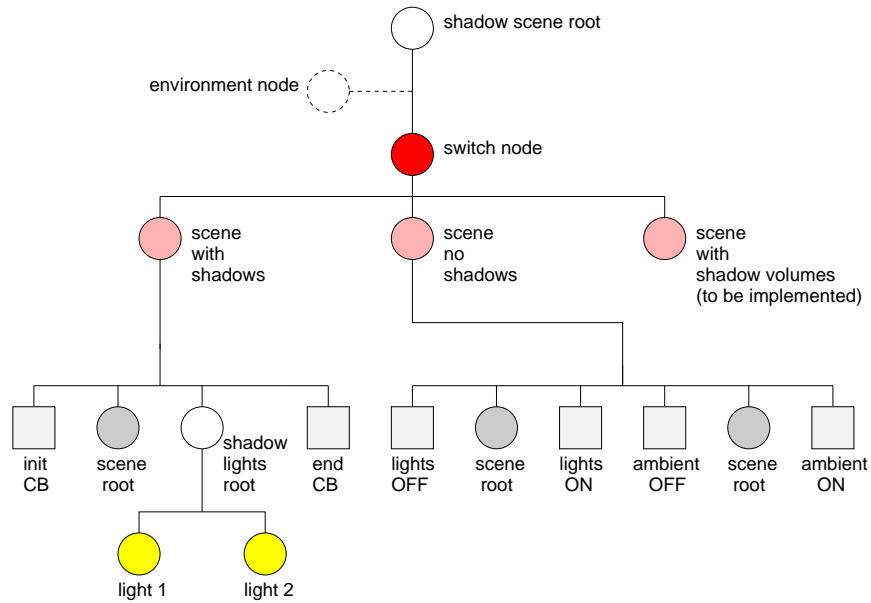 shadow scene root
environment node
switch node
scene
with
shadows
scene
no
shadows
scene
with
shadow volumes
(to be implemented)
init
CB
scene
root
shadow
lights
root
end
CB
lights
OFF
scene
root
lights
ON
ambient
OFF
scene
root
ambient
ON
light 1
light 2